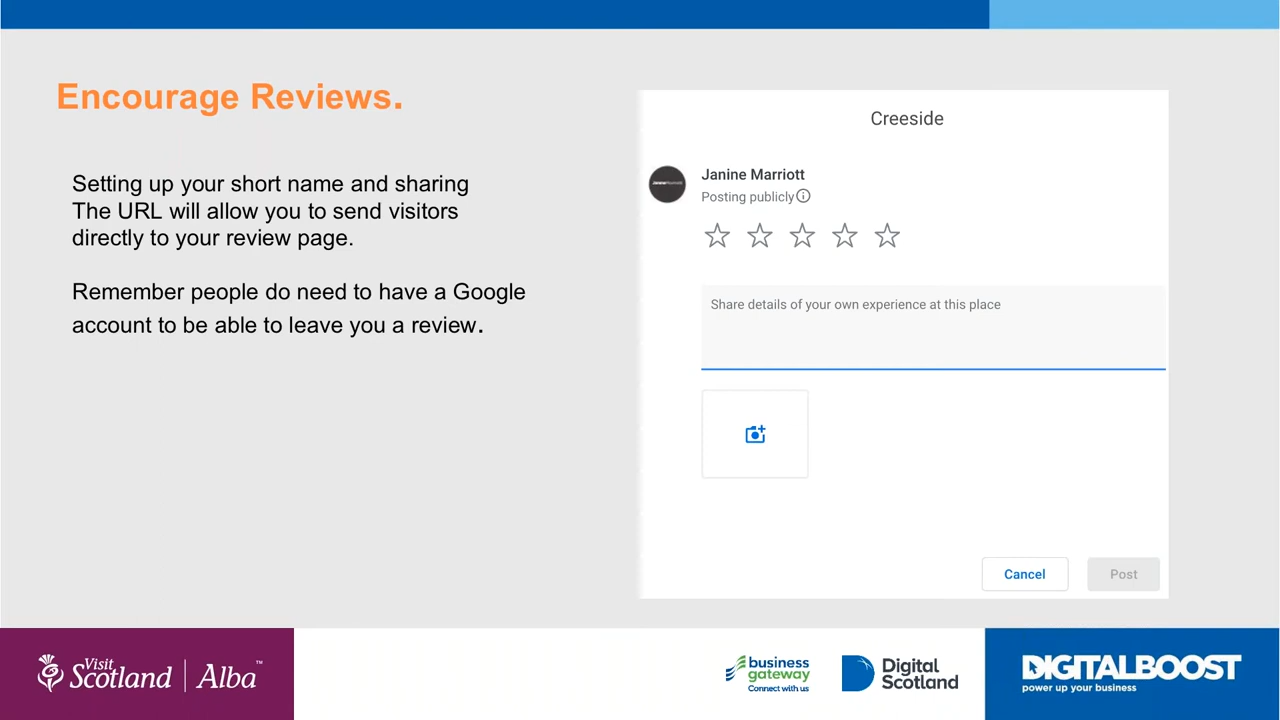 Encourage Reviews.
Setting up your short name and sharing
The URL will allow you to send visitors
directly to your review page.
Remember people do need to have a Google
account to be able to leave you a review.
Creeside
JanineMarriott
Janine Marriott
Posting publicly
Share details of your own experience at this place
Cancel
Post
Visit
Scotland | Alba™
business
gateway
Connect with us
Digital
Scotland
DIGITALBOOST
power up your business